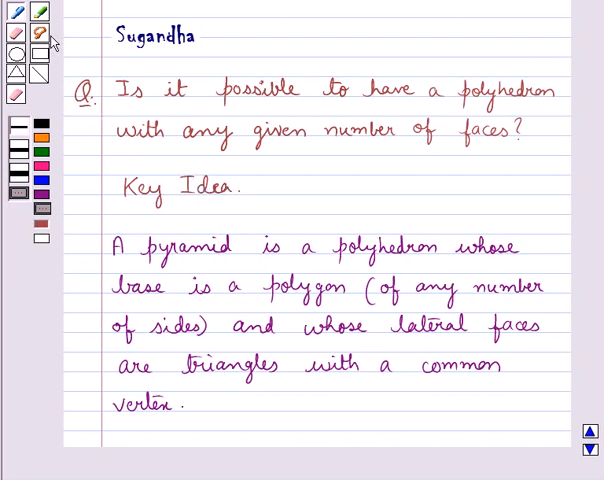 Sugandha
Q. Is it possible to have a polyhedron
with any given number of faces?
Key Idea.
A pyramid is a polyhedron whose
base is a polygon (of any number
of sides) and whose lateral faces
are triangles with a common
vertex.